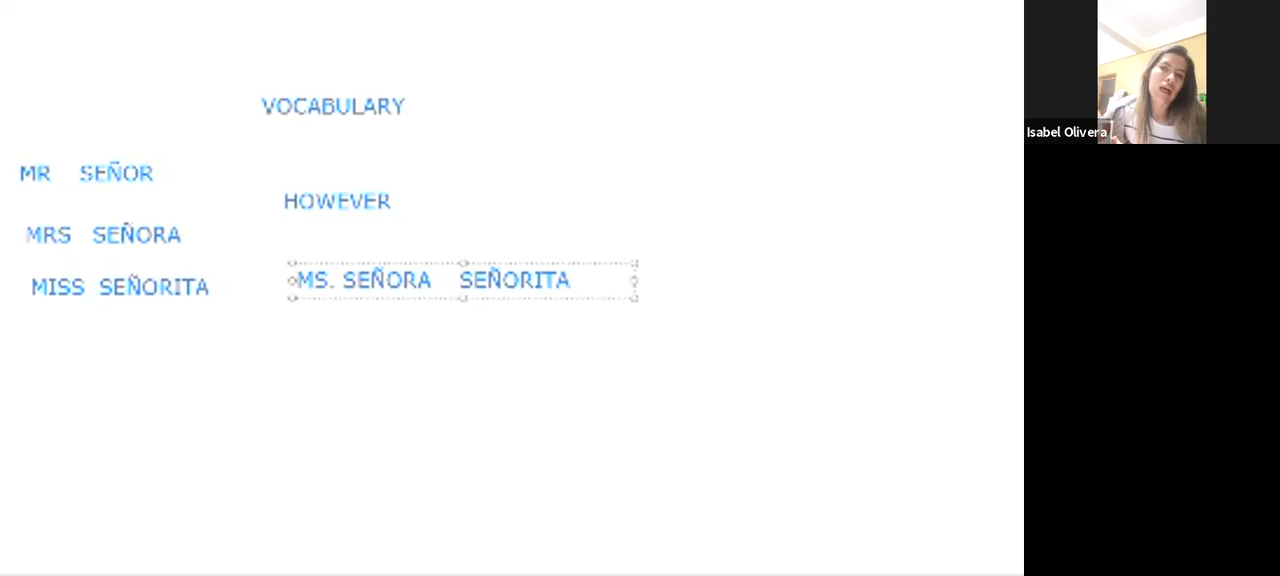 VOCABULARY
MR SEÑOR
HOWEVER
MRS SEÑORA
MISS SEÑORITA
MS. SEÑORA SEÑORITA
Isabel Olivera